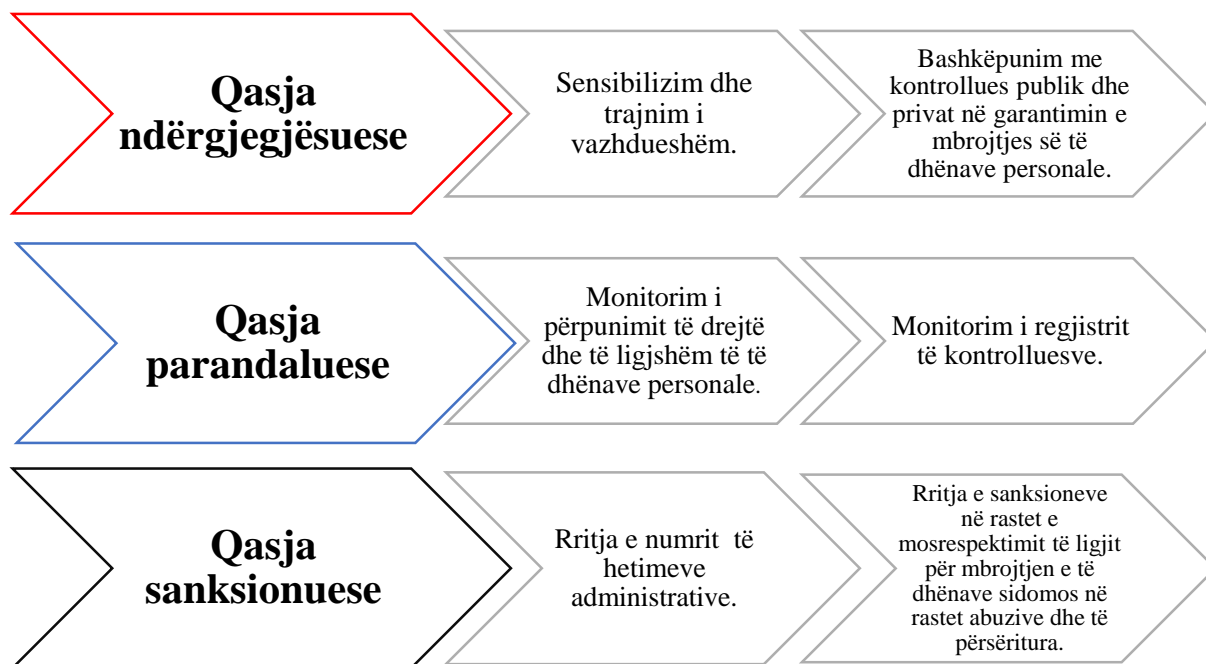 Qasja
ndërgjegjësuese
Sensibilizim dhe
trajnim i
vazhdueshëm.
Bashkëpunim me
kontrollues publik dhe
privat në garantimin e
mbrojtjes së të
dhënave personale.
Qasja
parandaluese
Monitorim i
përpunimit të drejtë
dhe të ligjshëm të të
dhënave personale.
Monitorim i regjistrit
të kontrolluesve.
Qasja
sanksionuese
Rritja e numrit të
hetimeve
administrative.
Rritja e sanksioneve
në rastet e
mosrespektimit të ligjit
për mbrojtjen e të
dhënave sidomos në
rastet abuzive dhe të
përsëritura.